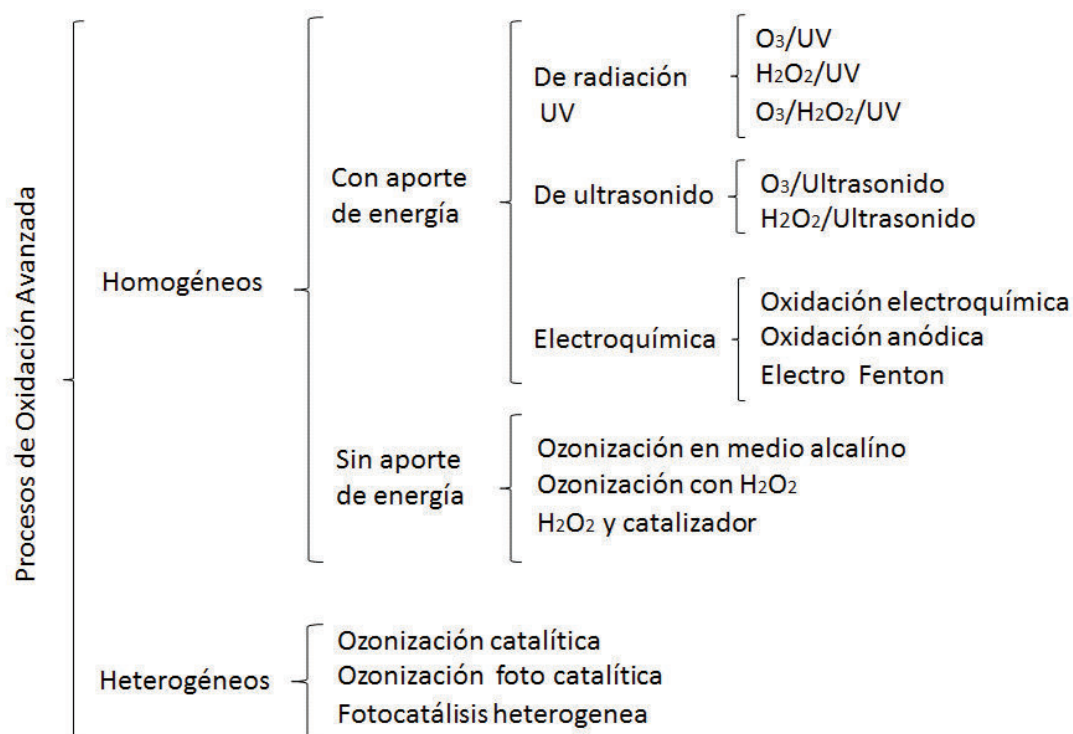 Procesos de Oxidación Avanzada
Homogéneos
Con aporte
de energía
De radiación
UV
O3/UV
H2O2/UV
O3/H2O2/UV
De ultrasonido
O3/Ultrasonido
H2O2/Ultrasonido
Electroquímica
Oxidación electroquímica
Oxidación anódica
Electro Fenton
Sin aporte
de energía
Ozonización en medio alcalíno
Ozonización con H2O2
H2O2 y catalizador
Heterogéneos
Ozonización catalítica
Ozonización foto catalítica
Fotocatálisis heterogenea